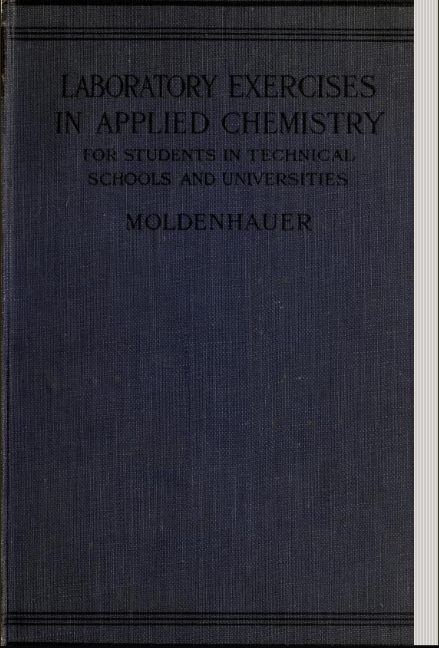 LABORATORY EXERCISES
IN APPLIED CHEMISTRY
FOR STUDENTS IN TECHNICAL
SCHOOLS AND UNIVERSITIES
MOLDENHAUER